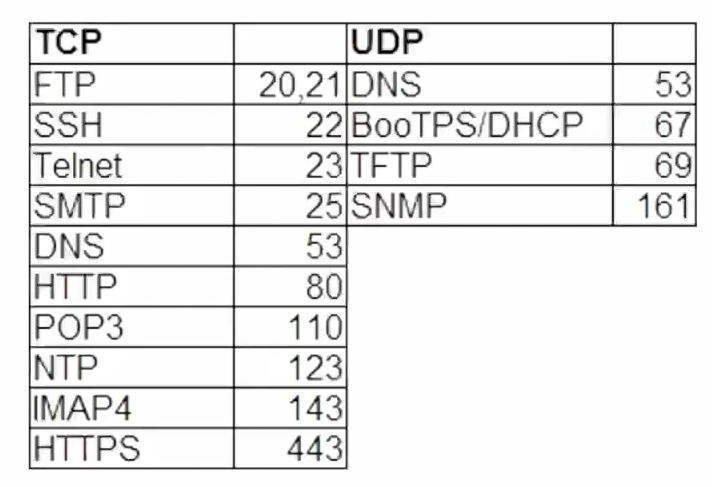 TCP UDP
FTP 20,21 DNS 53
SSH 22 BooTPS/DHCP 67
Telnet 23 TFTP 69
SMTP 25 SNMP 161
DNS 53
HTTP 80
POP3 110
NTP 123
IMAP4 143
HTTPS 443